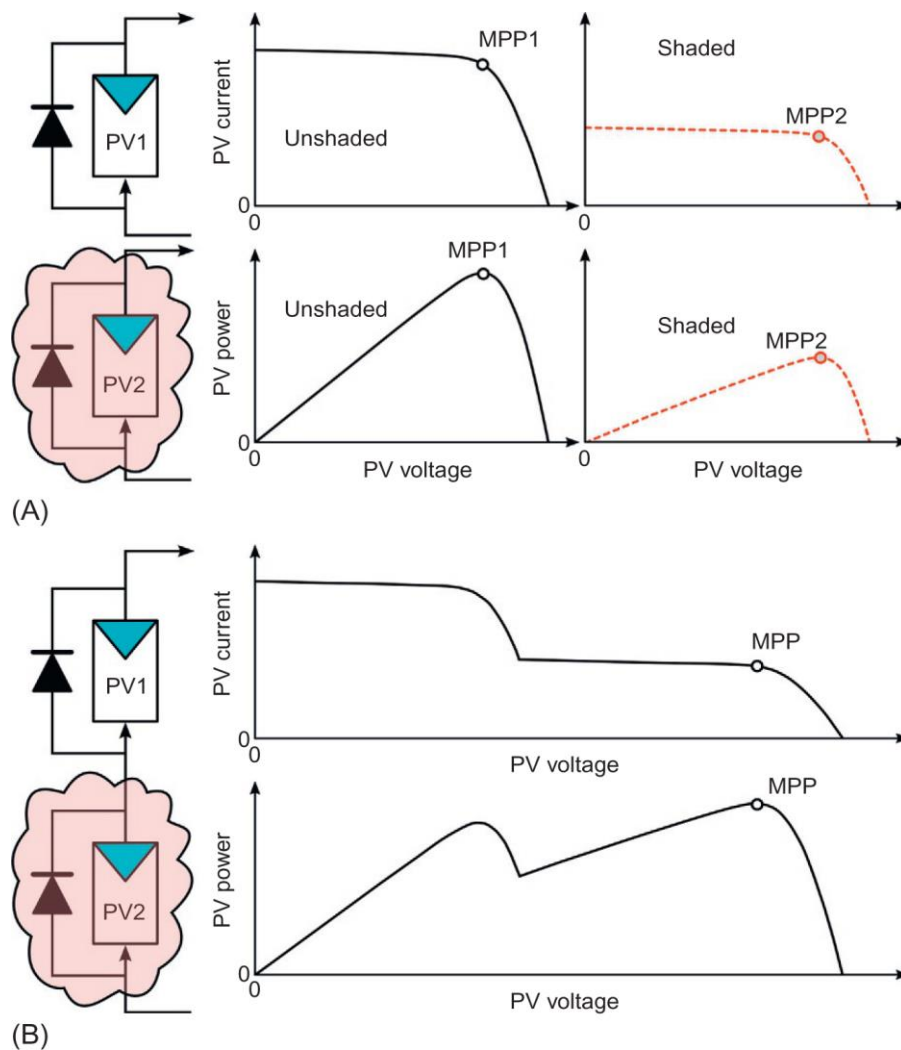 PV1
PV current
MPP1
Unshaded
0
0
Shaded
MPP2
0
PV2
PV power
MPP1
Unshaded
0
0
PV voltage
Shaded
MPP2
0
PV voltage
(A)
PV1
PV current
MPP
0
0
PV voltage
PV2
PV power
MPP
0
0
PV voltage
(B)